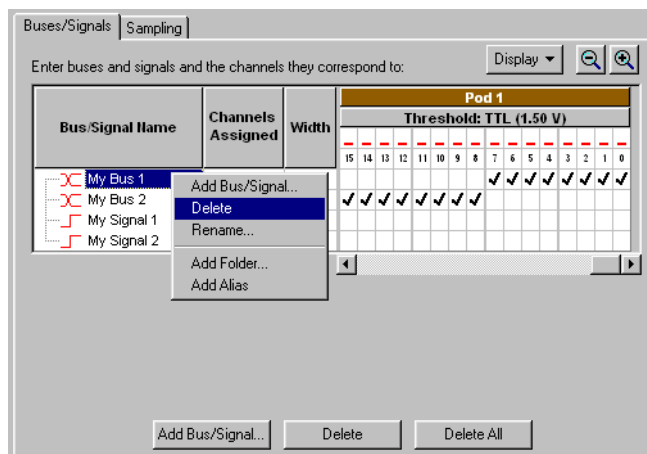 Buses/Signals Sampling
Enter buses and signals and the channels they correspond to:
Display
Bus/Signal Name
Channels
Assigned
Width
Pod 1
Threshold: TTL (1.50 V)
15 14 13 12 11 10 9 8 7 6 5 4 3 2 1 0
My Bus 1
My Bus 2
My Signal 1
My Signal 2
Add Bus/Signal...
Delete
Rename...
Add Folder...
Add Alias
Add Bus/Signal... Delete Delete All